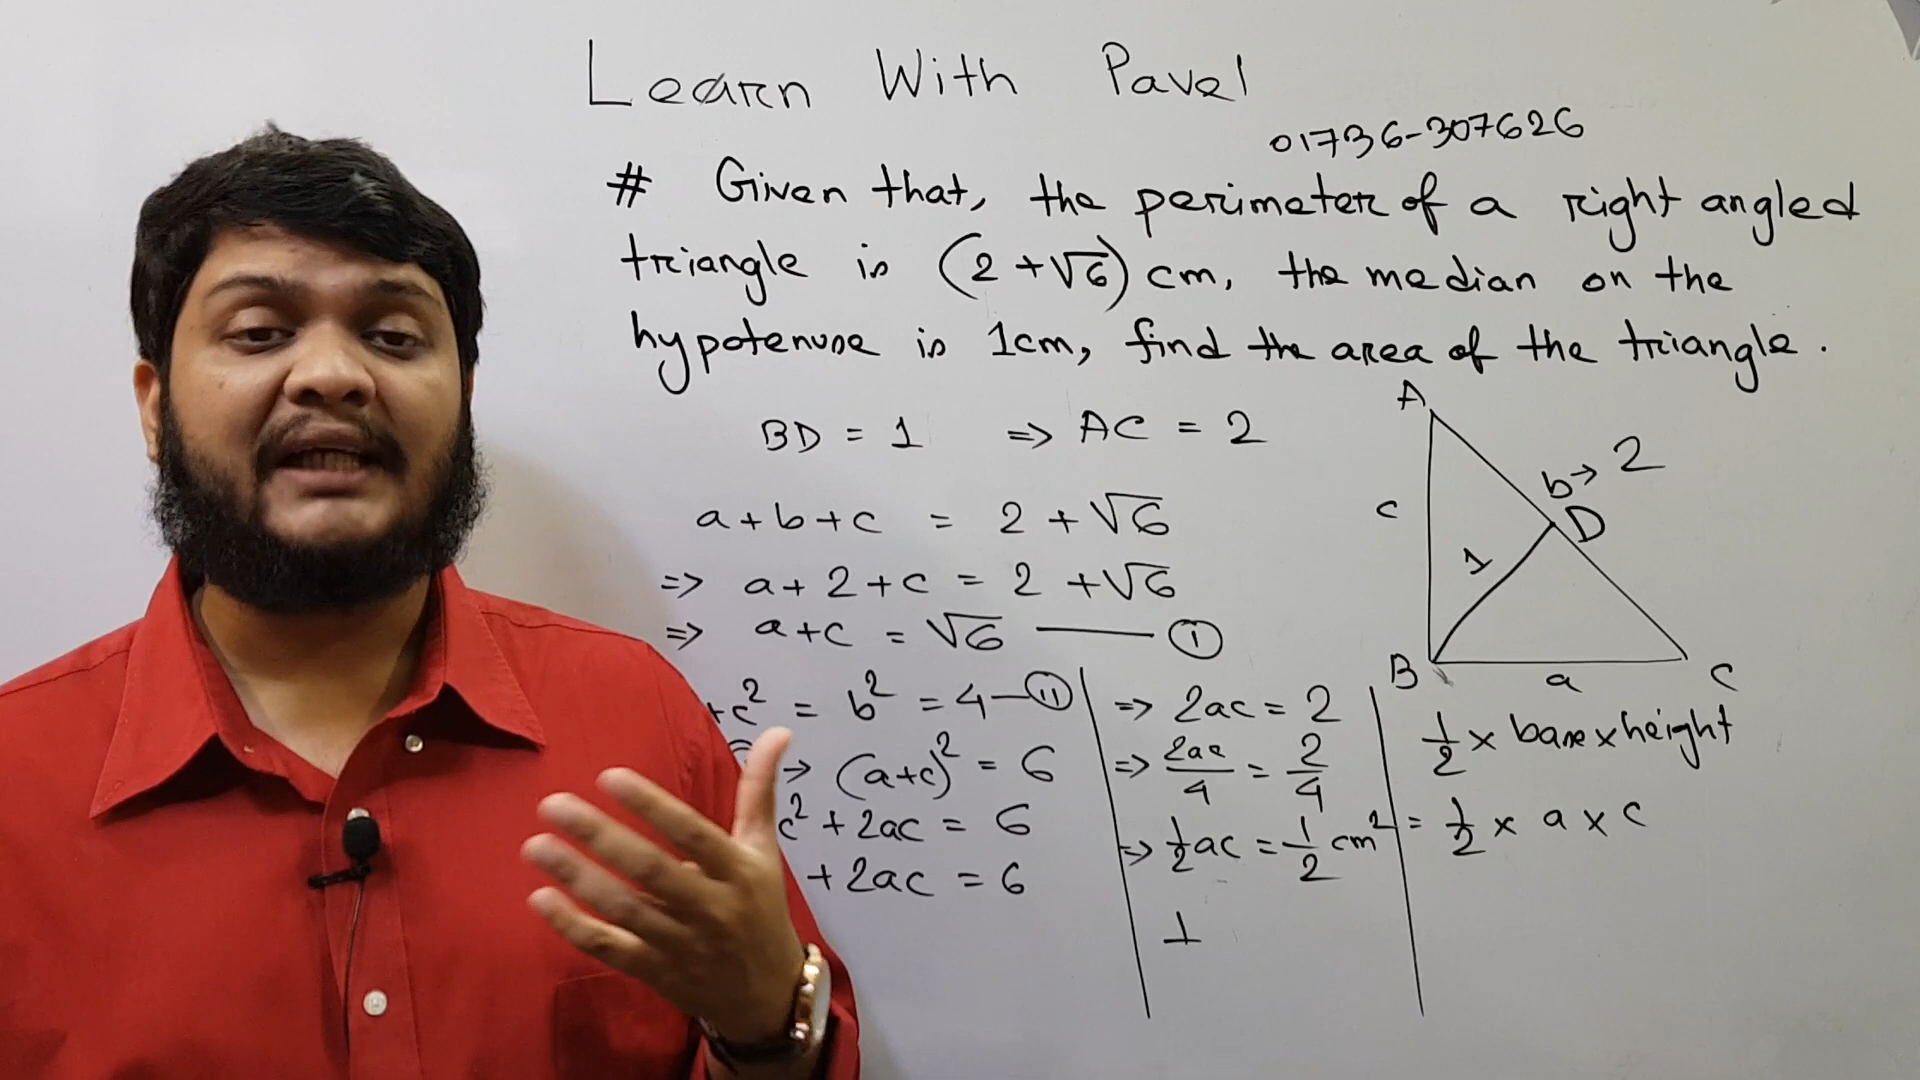 Learn With Pavel
01736-307626
# Given that, the perimeter of a right angled
triangle is (2 + √6) cm, the median on the
hypotenuse is 1cm, find the area of the triangle.
BD = 1 => AC = 2
a + b + c = 2 + √6
=> a + 2 + c = 2 + √6
=> a + c = √6 —— (i)
+ c² = b² = 4 — (ii)
=> (a+c)² = 6
c² + 2ac = 6
+ 2ac = 6
=> 2ac = 2
=> 2ac/4 = 2/4
=> 1/2 ac = 1/2 cm²
1
A
b → 2
c
D
1
B
a
C
1/2 × base × height
= 1/2 × a × c